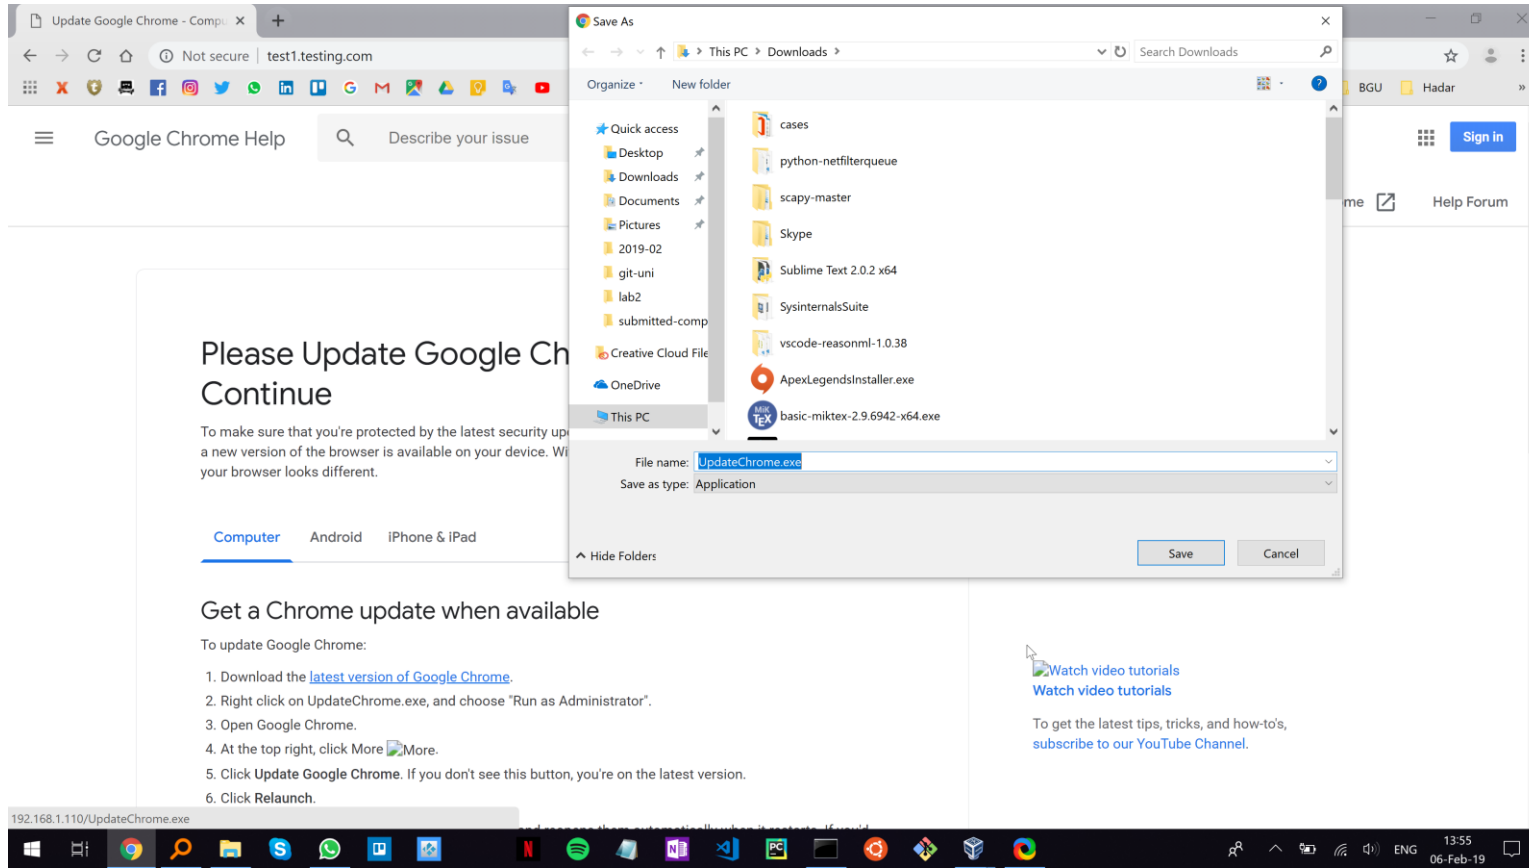 Update Google Chrome - Compu
Not secure
test1.testing.com
BGU
Hadar
Google Chrome Help
Describe your issue
Sign in
me
Help Forum
Please Update Google Ch
Continue
To make sure that you're protected by the latest security up
a new version of the browser is available on your device. Wi
your browser looks different.
Computer
Android
iPhone & iPad
Get a Chrome update when available
To update Google Chrome:
1. Download the latest version of Google Chrome.
2. Right click on UpdateChrome.exe, and choose "Run as Administrator".
3. Open Google Chrome.
4. At the top right, click More More.
5. Click Update Google Chrome. If you don't see this button, you're on the latest version.
6. Click Relaunch.
Watch video tutorials
Watch video tutorials
To get the latest tips, tricks, and how-to's,
subscribe to our YouTube Channel.
192.168.1.110/UpdateChrome.exe
Save As
This PC > Downloads >
Search Downloads
Organize
New folder
Quick access
Desktop
Downloads
Documents
Pictures
2019-02
git-uni
lab2
submitted-comp
Creative Cloud File
OneDrive
This PC
cases
python-netfilterqueue
scapy-master
Skype
Sublime Text 2.0.2 x64
SysinternalsSuite
vscode-reasonml-1.0.38
ApexLegendsInstaller.exe
basic-miktex-2.9.6942-x64.exe
File name: UpdateChrome.exe
Save as type: Application
Hide Folders
Save
Cancel
ENG
13:55
06-Feb-19